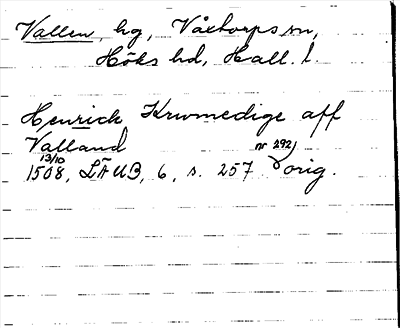 Vallen, hg, Våxtorps sn,
Höks hd, Hall. l.
Henrick Krwmedige aff
Valland
13/10 1508, LÄUB, 6, s. 257 (nr 292) orig.